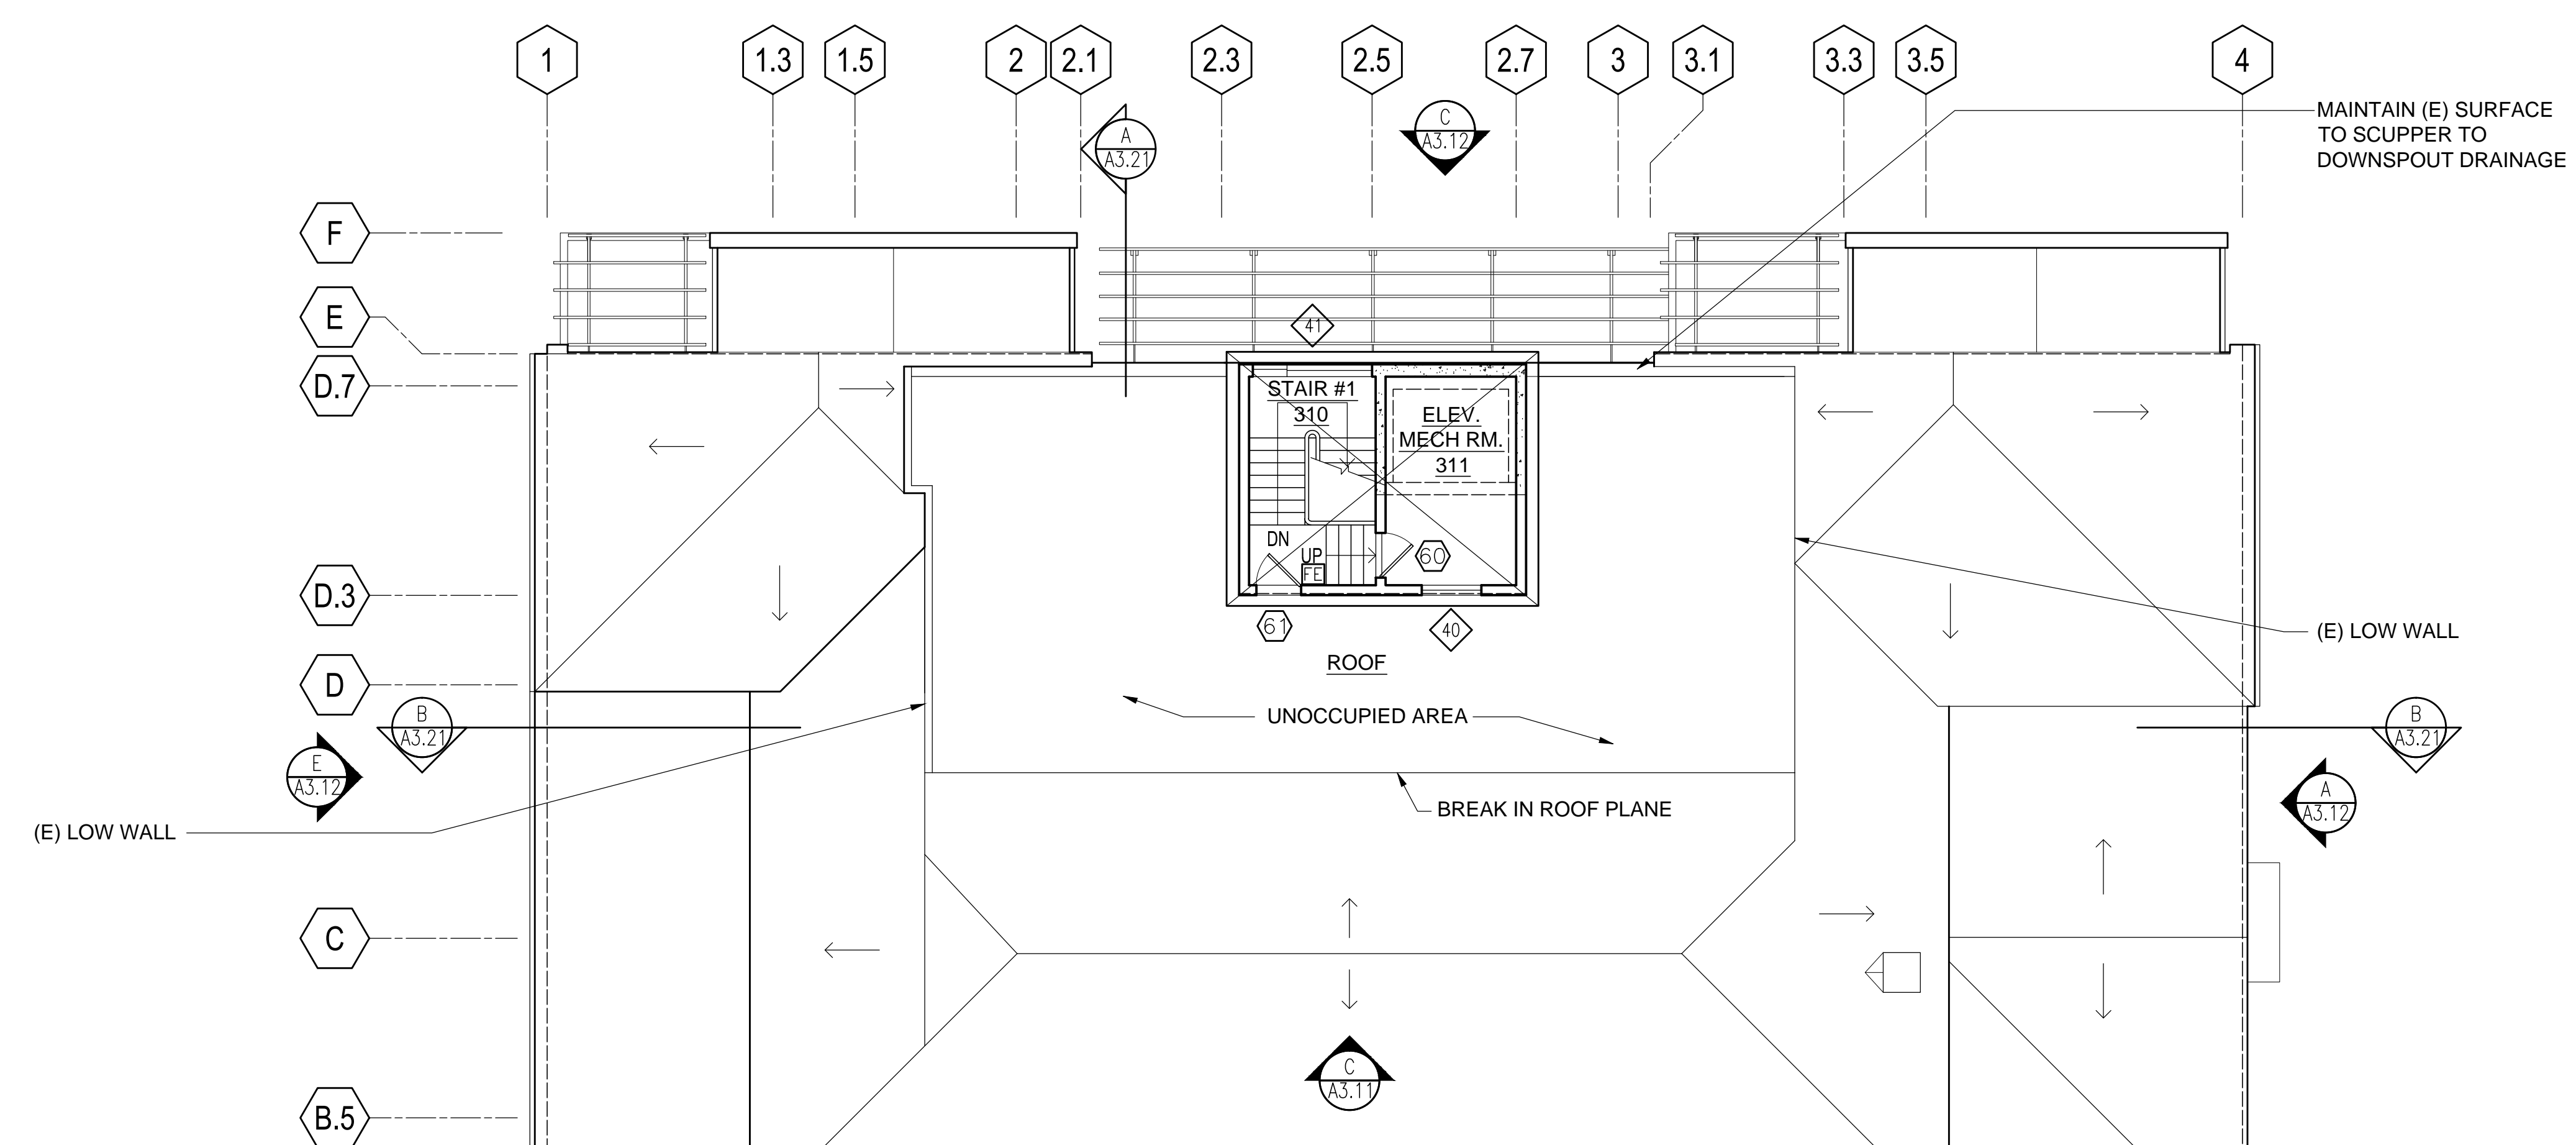 1
1.3
1.5
2
2.1
2.3
2.5
2.7
3
3.1
3.3
3.5
4
MAINTAIN (E) SURFACE
TO SCUPPER TO
DOWNSPOUT DRAINAGE
A
A3.21
C
A3.12
F
E
D.7
D.3
D
C
B.5
41
STAIR #1
310
ELEV.
MECH RM.
311
DN
UP
FE
60
61
40
ROOF
(E) LOW WALL
UNOCCUPIED AREA
B
A3.21
B
A3.21
E
A3.12
A
A3.12
BREAK IN ROOF PLANE
(E) LOW WALL
C
A3.11